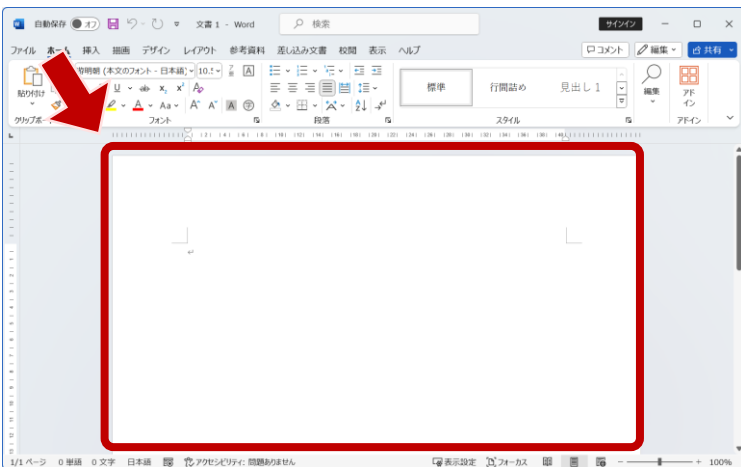 自動保存 オフ 文書 1 - Word 検索 サインイン
ファイル ホーム 挿入 描画 デザイン レイアウト 参考資料 差し込み文書 校閲 表示 ヘルプ コメント 編集 共有
貼り付け 游明朝 (本文のフォント - 日本語) 10.5 標準 行間詰め 見出し 1 編集 アド
イン
クリップボード フォント 段落 スタイル アドイン
1/1 ページ 0 単語 0 文字 日本語 アクセシビリティ: 問題ありません 表示設定 フォーカス 100%